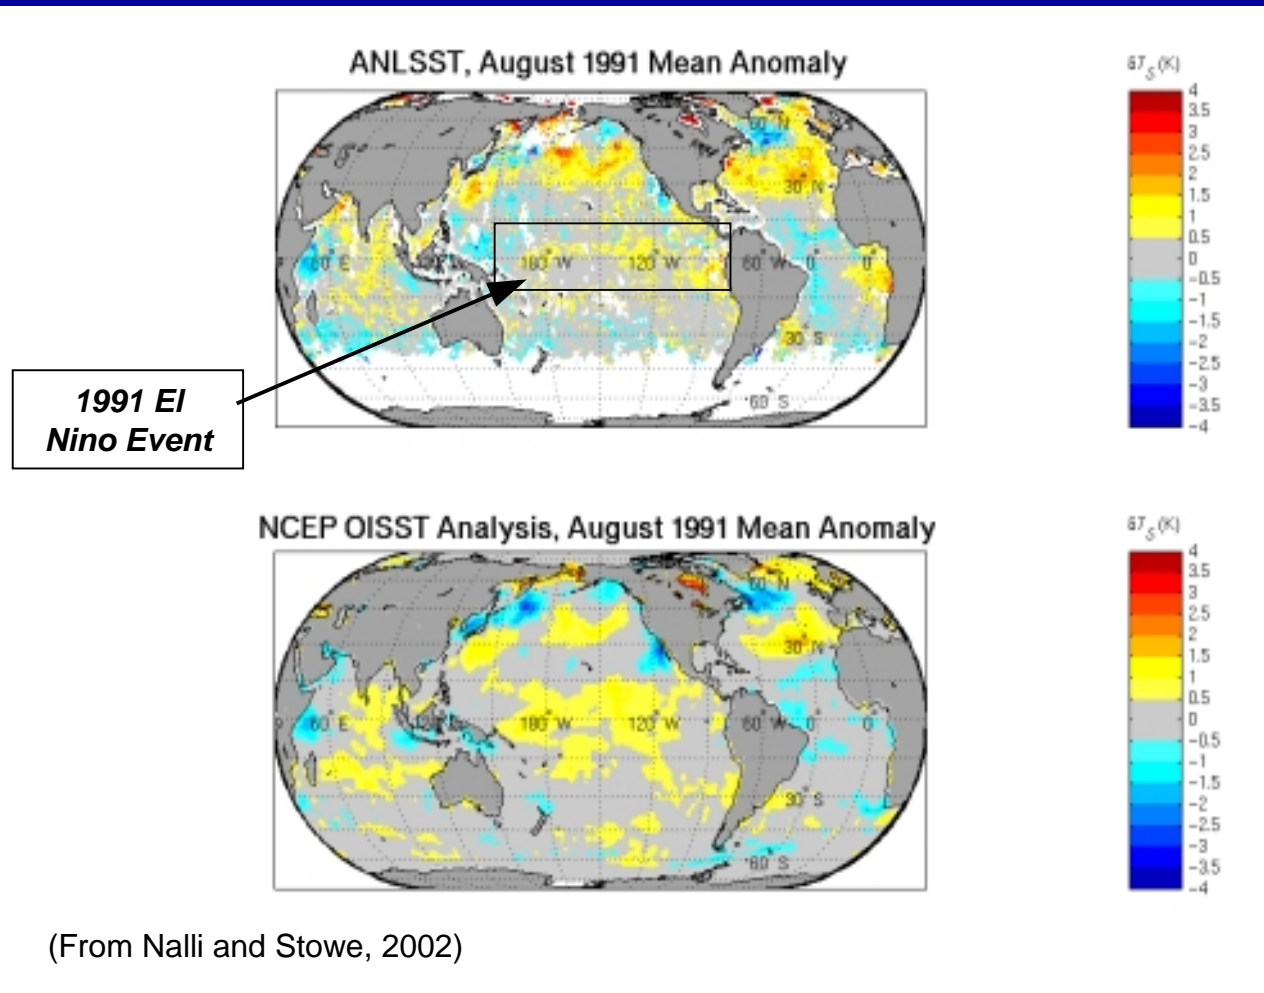 ANLSST, August 1991 Mean Anomaly
(K)
4
3.5
3
2.5
2
1.5
1
0.5
0
-0.5
-1
-1.5
-2
-2.5
-3
-3.5
-4
60 N
30 N
60 E
180 W
120 W
60 W
0
0
30 S
60 S
1991 El
Nino Event
NCEP OISST Analysis, August 1991 Mean Anomaly
(K)
4
3.5
3
2.5
2
1.5
1
0.5
0
-0.5
-1
-1.5
-2
-2.5
-3
-3.5
-4
60 N
30 N
60 E
180 W
120 W
60 W
0
0
30 S
60 S
(From Nalli and Stowe, 2002)